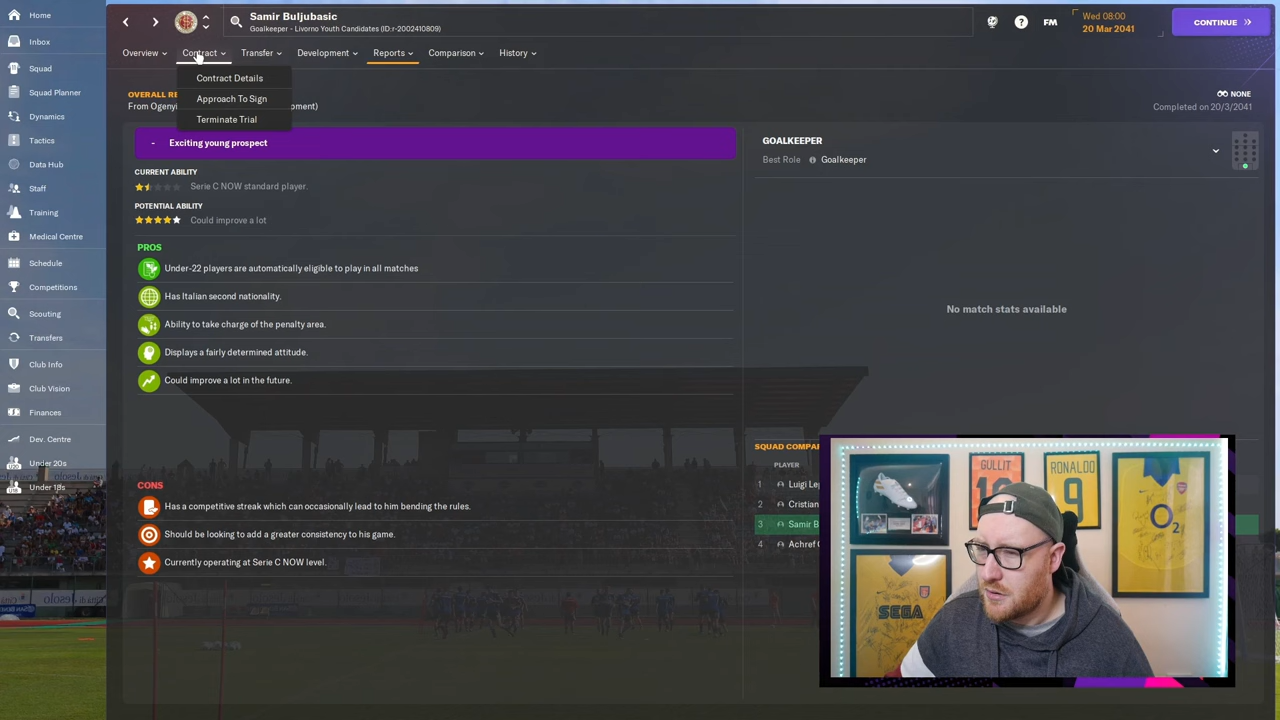 Home
Inbox
Squad
Squad Planner
Dynamics
Tactics
Data Hub
Staff
Training
Medical Centre
Schedule
Competitions
Scouting
Transfers
Club Info
Club Vision
Finances
Dev. Centre
Under 20s
Under 18s
Samir Buljubasic
Goalkeeper - Livorno Youth Candidates (ID:r-2002410809)
FM
Wed 08:00
20 Mar 2041
CONTINUE
Overview
Contract
Transfer
Development
Reports
Comparison
History
Contract Details
Approach To Sign
Terminate Trial
OVERALL
NONE
Completed on 20/3/2041
- Exciting young prospect
CURRENT ABILITY
Serie C NOW standard player.
POTENTIAL ABILITY
Could improve a lot
PROS
Under-22 players are automatically eligible to play in all matches
Has Italian second nationality.
Ability to take charge of the penalty area.
Displays a fairly determined attitude.
Could improve a lot in the future.
CONS
Has a competitive streak which can occasionally lead to him bending the rules.
Should be looking to add a greater consistency to his game.
Currently operating at Serie C NOW level.
GOALKEEPER
Best Role Goalkeeper
No match stats available
SQUAD
PLAYER
1 Luigi
2 Cristian
3 Samir B
4 Achref
GULLIT
RONALDO
9
O2
SEGA